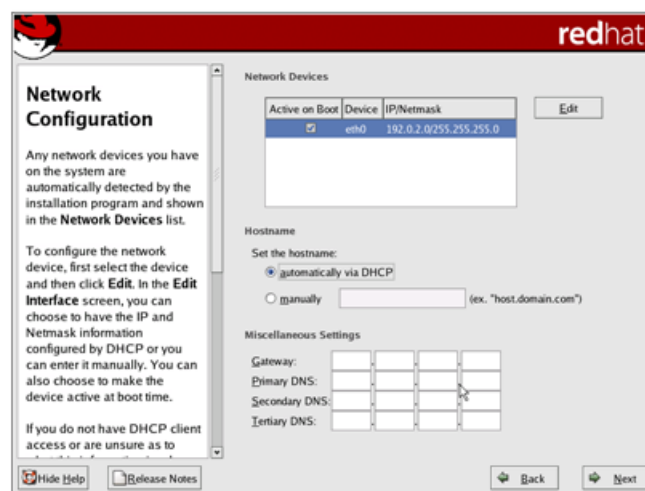 redhat
Network
Configuration
Any network devices you have
on the system are
automatically detected by the
installation program and shown
in the Network Devices list.
To configure the network
device, first select the device
and then click Edit. In the Edit
Interface screen, you can
choose to have the IP and
Netmask information
configured by DHCP or you
can enter it manually. You can
also choose to make the
device active at boot time.
If you do not have DHCP client
access or are unsure as to
Network Devices
Active on Boot Device IP/Netmask
eth0 192.0.2.0/255.255.255.0
Edit
Hostname
Set the hostname:
automatically via DHCP
manually (ex. "host.domain.com")
Miscellaneous Settings
Gateway:
Primary DNS:
Secondary DNS:
Tertiary DNS:
Hide Help
Release Notes
Back
Next